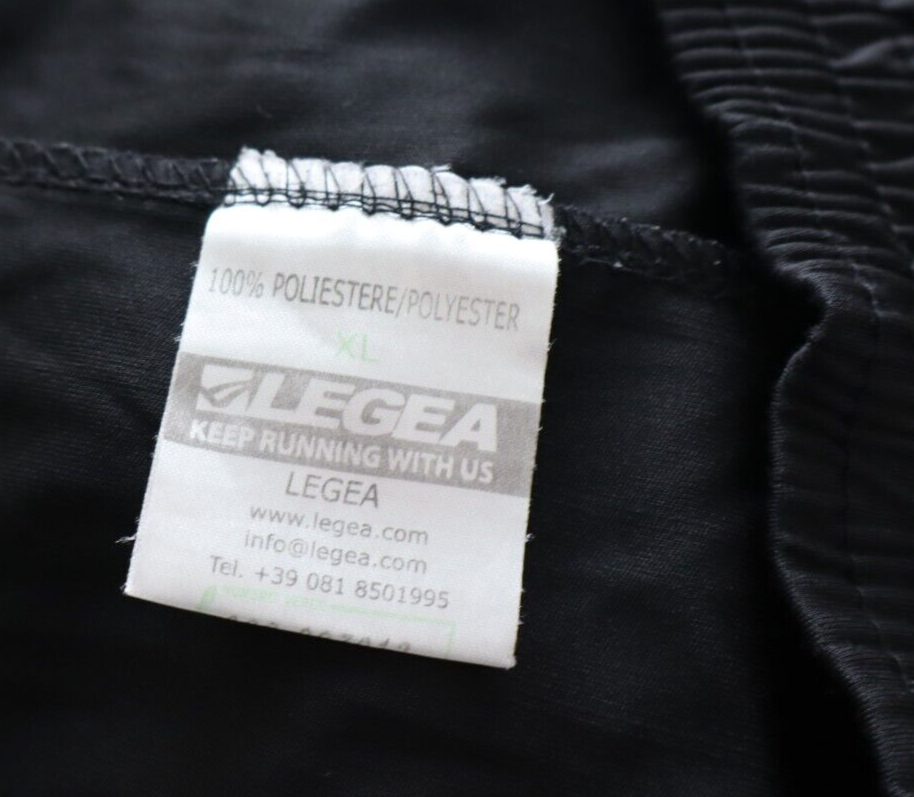 100% POLIESTERE/POLYESTER
XL
LEGEA
KEEP RUNNING WITH US
LEGEA
www.legea.com
info@legea.com
Tel. +39 081 8501995